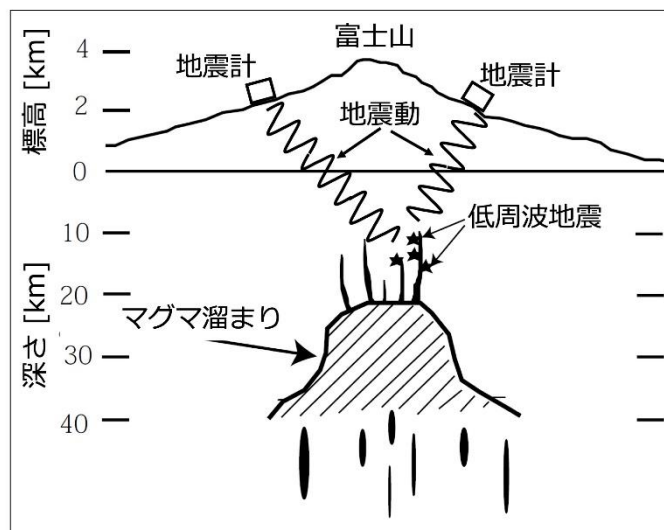 富士山
地震計
地震計
地震動
標高 [km]
4
2
0
低周波地震
マグマ溜まり
深さ [km]
10
20
30
40